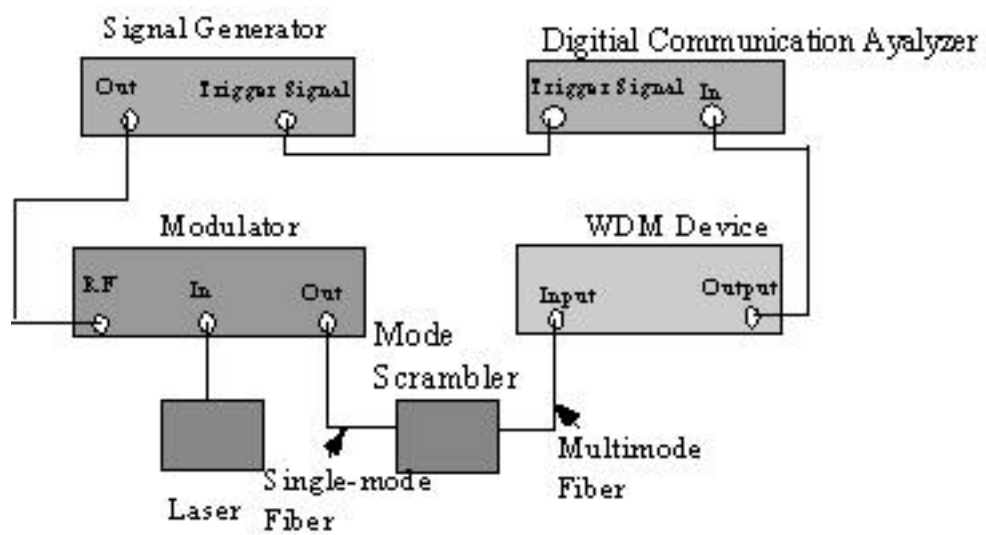 Signal Generator
Digitial Communication Ayalyzer
Out
Trigger Signal
Trigger Signal
In
Modulator
WDM Device
R.F
In
Out
Input
Output
Mode
Scrambler
Laser
Single-mode
Fiber
Multimode
Fiber